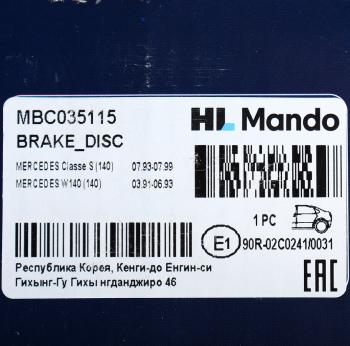 MBC035115
HL Mando
BRAKE_DISC
MERCEDES Classe S (140) 07.93-07.99
MERCEDES W140 (140) 03.91-06.93
1 PC
E1 90R-02C0241/0031
Республика Корея, Кенги-до Енгин-си
Гихынг-Гу Гихы нгданджиро 46
EAC